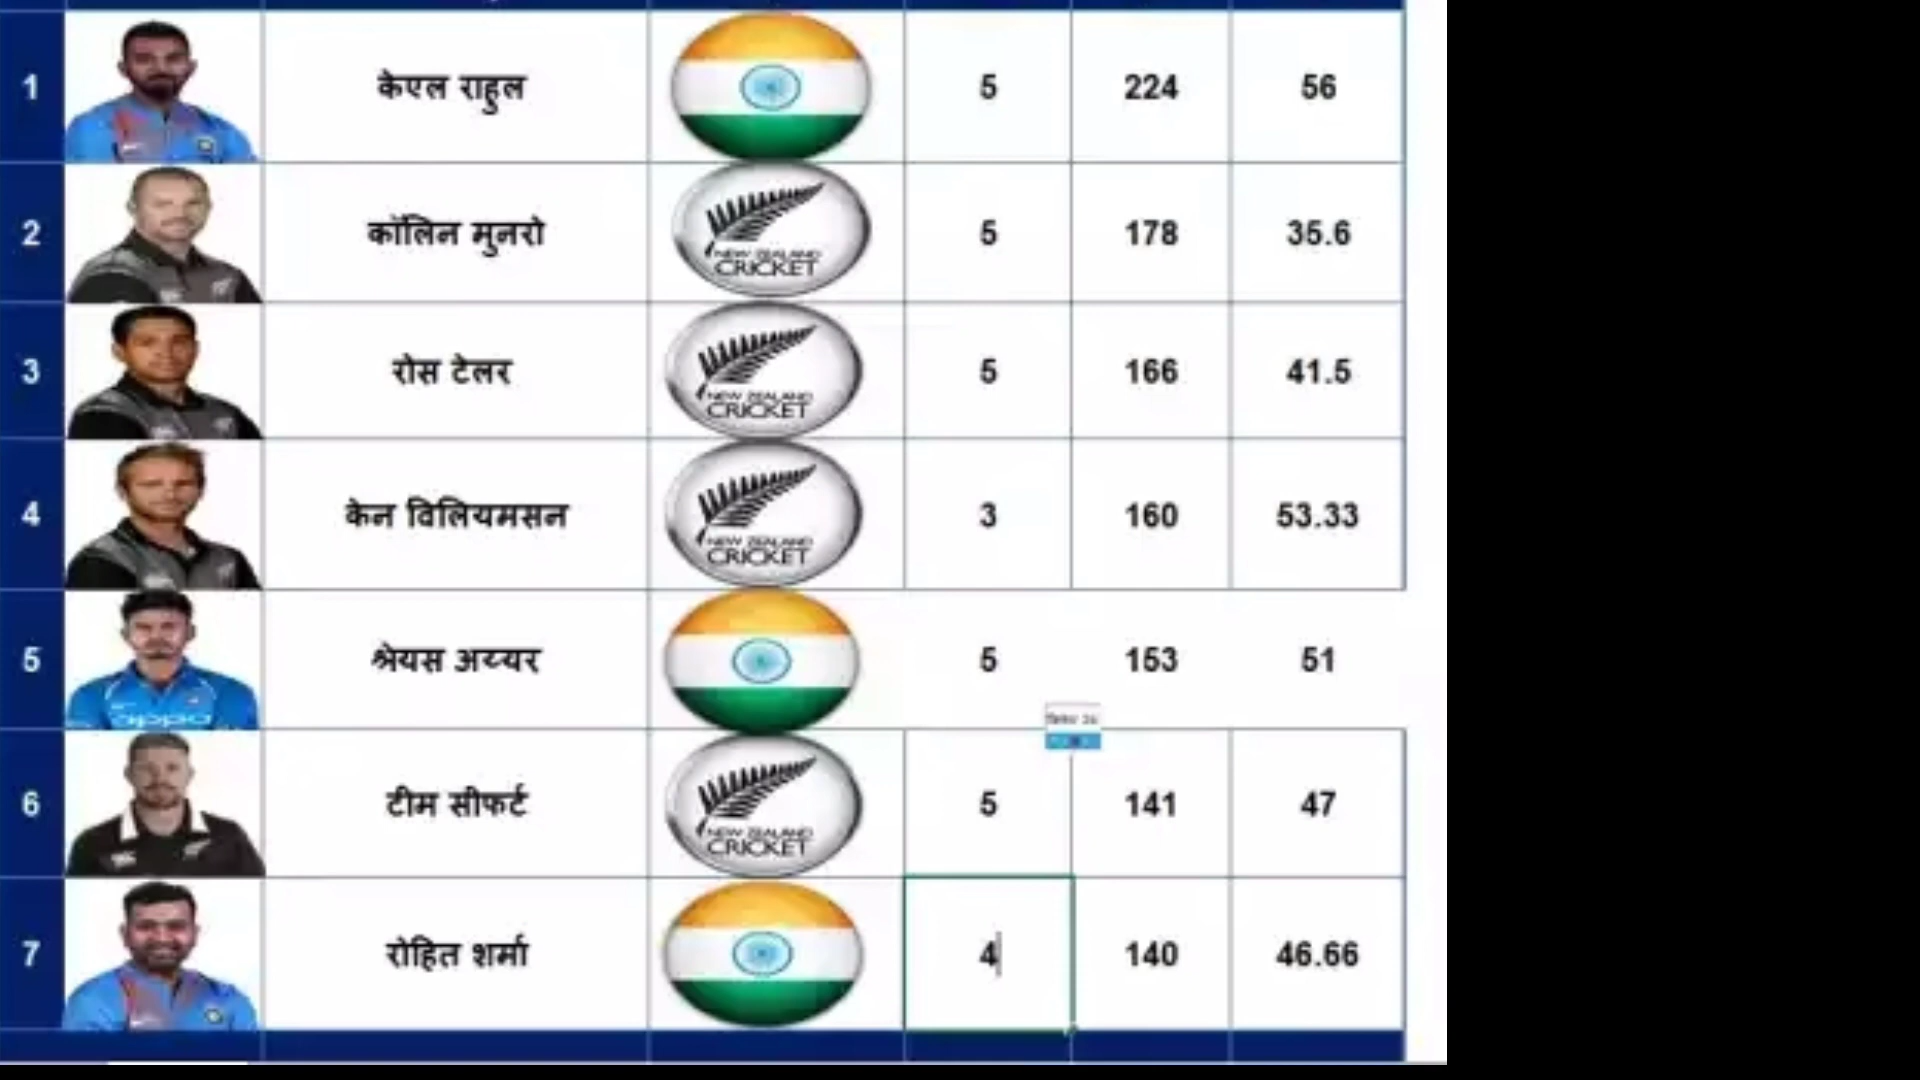 1 केएल राहुल 5 224 56
2 कॉलिन मुनरो NEW ZEALAND CRICKET 5 178 35.6
3 रोस टेलर NEW ZEALAND CRICKET 5 166 41.5
4 केन विलियमसन NEW ZEALAND CRICKET 3 160 53.33
5 श्रेयस अय्यर 5 153 51
oppo
6 टीम सीफर्ट NEW ZEALAND CRICKET 5 141 47
7 रोहित शर्मा 4 140 46.66